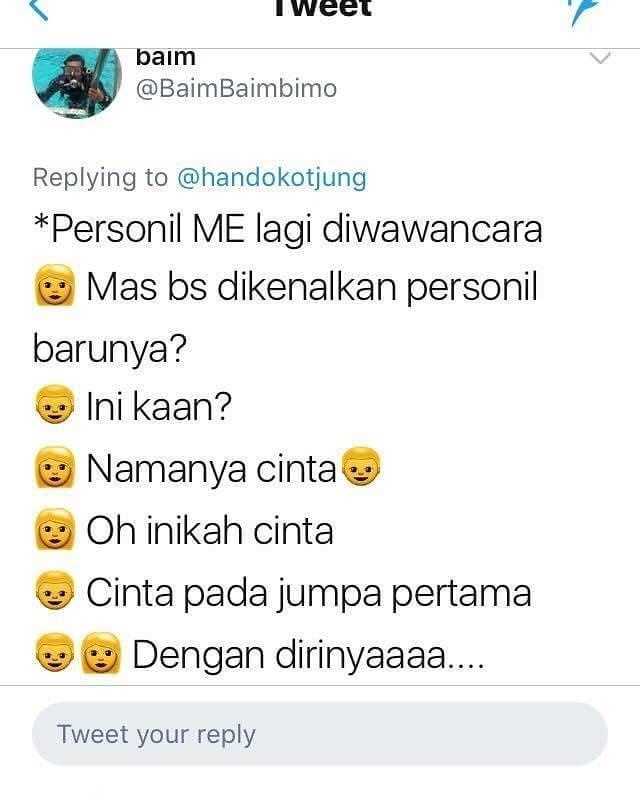 Tweet
baim
@BaimBaimbimo
Replying to @handokotjung
*Personil ME lagi diwawancara
👩 Mas bs dikenalkan personil
barunya?
👨 Ini kaan?
👩 Namanya cinta👨
👩 Oh inikah cinta
👨 Cinta pada jumpa pertama
👨👩 Dengan dirinyaaaa....
Tweet your reply